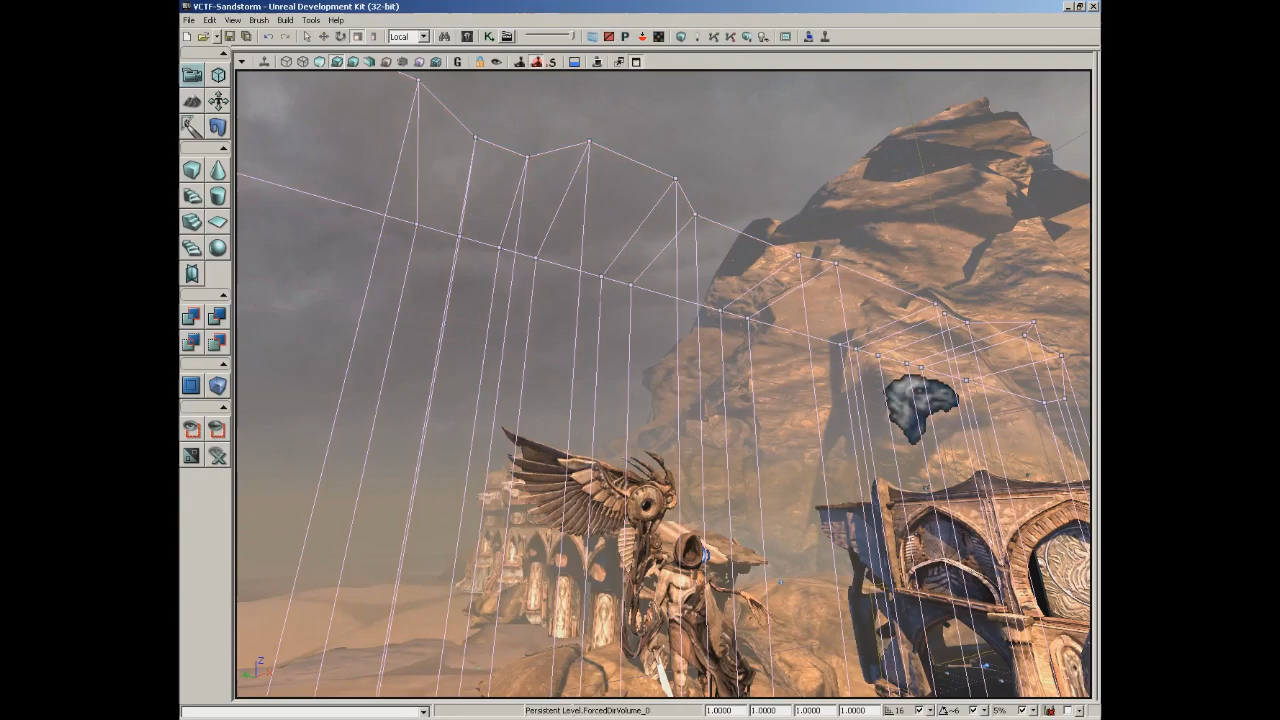 VCTF-Sandstorm - Unreal Development Kit (32-bit)
File Edit View Brush Build Tools Help
Local
P
K
G
S
Z
Persistent Level.ForcedDirVolume_0
1.0000 1.0000 1.0000 1.0000 16 ~6 5%